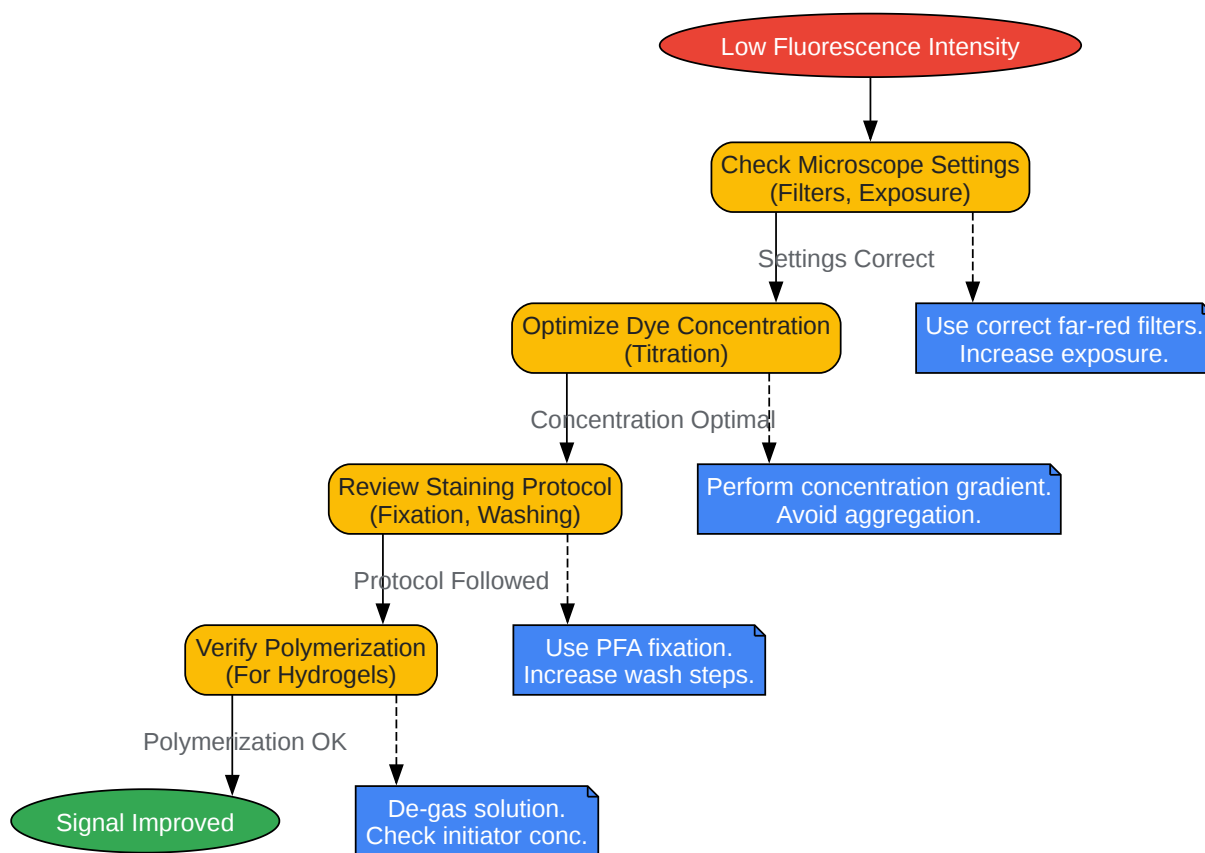 Low Fluorescence Intensity
Check Microscope Settings
(Filters, Exposure)
Settings Correct
Use correct far-red filters.
Increase exposure.
Optimize Dye Concentration
(Titration)
Concentration Optimal
Perform concentration gradient.
Avoid aggregation.
Review Staining Protocol
(Fixation, Washing)
Protocol Followed
Use PFA fixation.
Increase wash steps.
Verify Polymerization
(For Hydrogels)
Polymerization OK
De-gas solution.
Check initiator conc.
Signal Improved